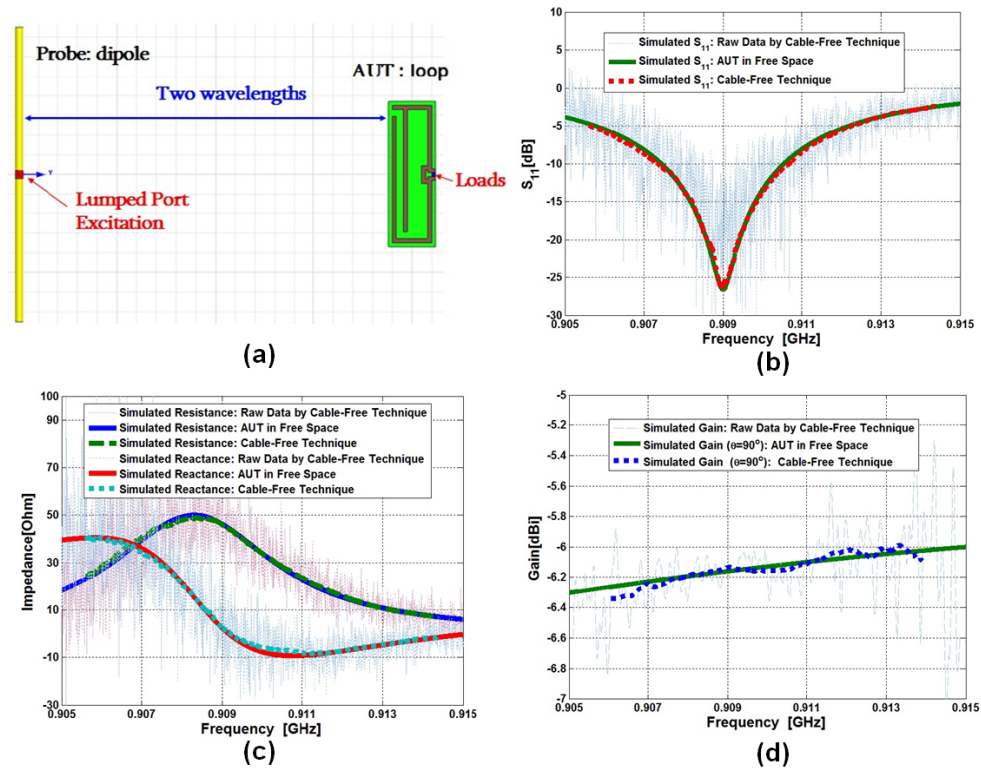 Probe: dipole
AUT : loop
Two wavelengths
Loads
Y
Lumped Port
Excitation
(a)
10
5
0
-5
-10
-15
-20
-25
-30
S11[dB]
Simulated S11: Raw Data by Cable-Free Technique
Simulated S11: AUT in Free Space
Simulated S11: Cable-Free Technique
0.905 0.907 0.909 0.911 0.913 0.915
Frequency [GHz]
(b)
100
90
70
50
30
10
-10
-30
Impedance[Ohm]
Simulated Resistance: Raw Data by Cable-Free Technique
Simulated Resistance: AUT in Free Space
Simulated Resistance: Cable-Free Technique
Simulated Reactance: Raw Data by Cable-Free Technique
Simulated Reactance: AUT in Free Space
Simulated Reactance: Cable-Free Technique
0.905 0.907 0.909 0.911 0.913 0.915
Frequency [GHz]
(c)
-5
-5.2
-5.4
-5.6
-5.8
-6
-6.2
-6.4
-6.6
-6.8
-7
Gain[dBi]
Simulated Gain: Raw Data by Cable-Free Technique
Simulated Gain (θ=90°): AUT in Free Space
Simulated Gain (θ=90°): Cable-Free Technique
0.905 0.907 0.909 0.911 0.913 0.915
Frequency [GHz]
(d)